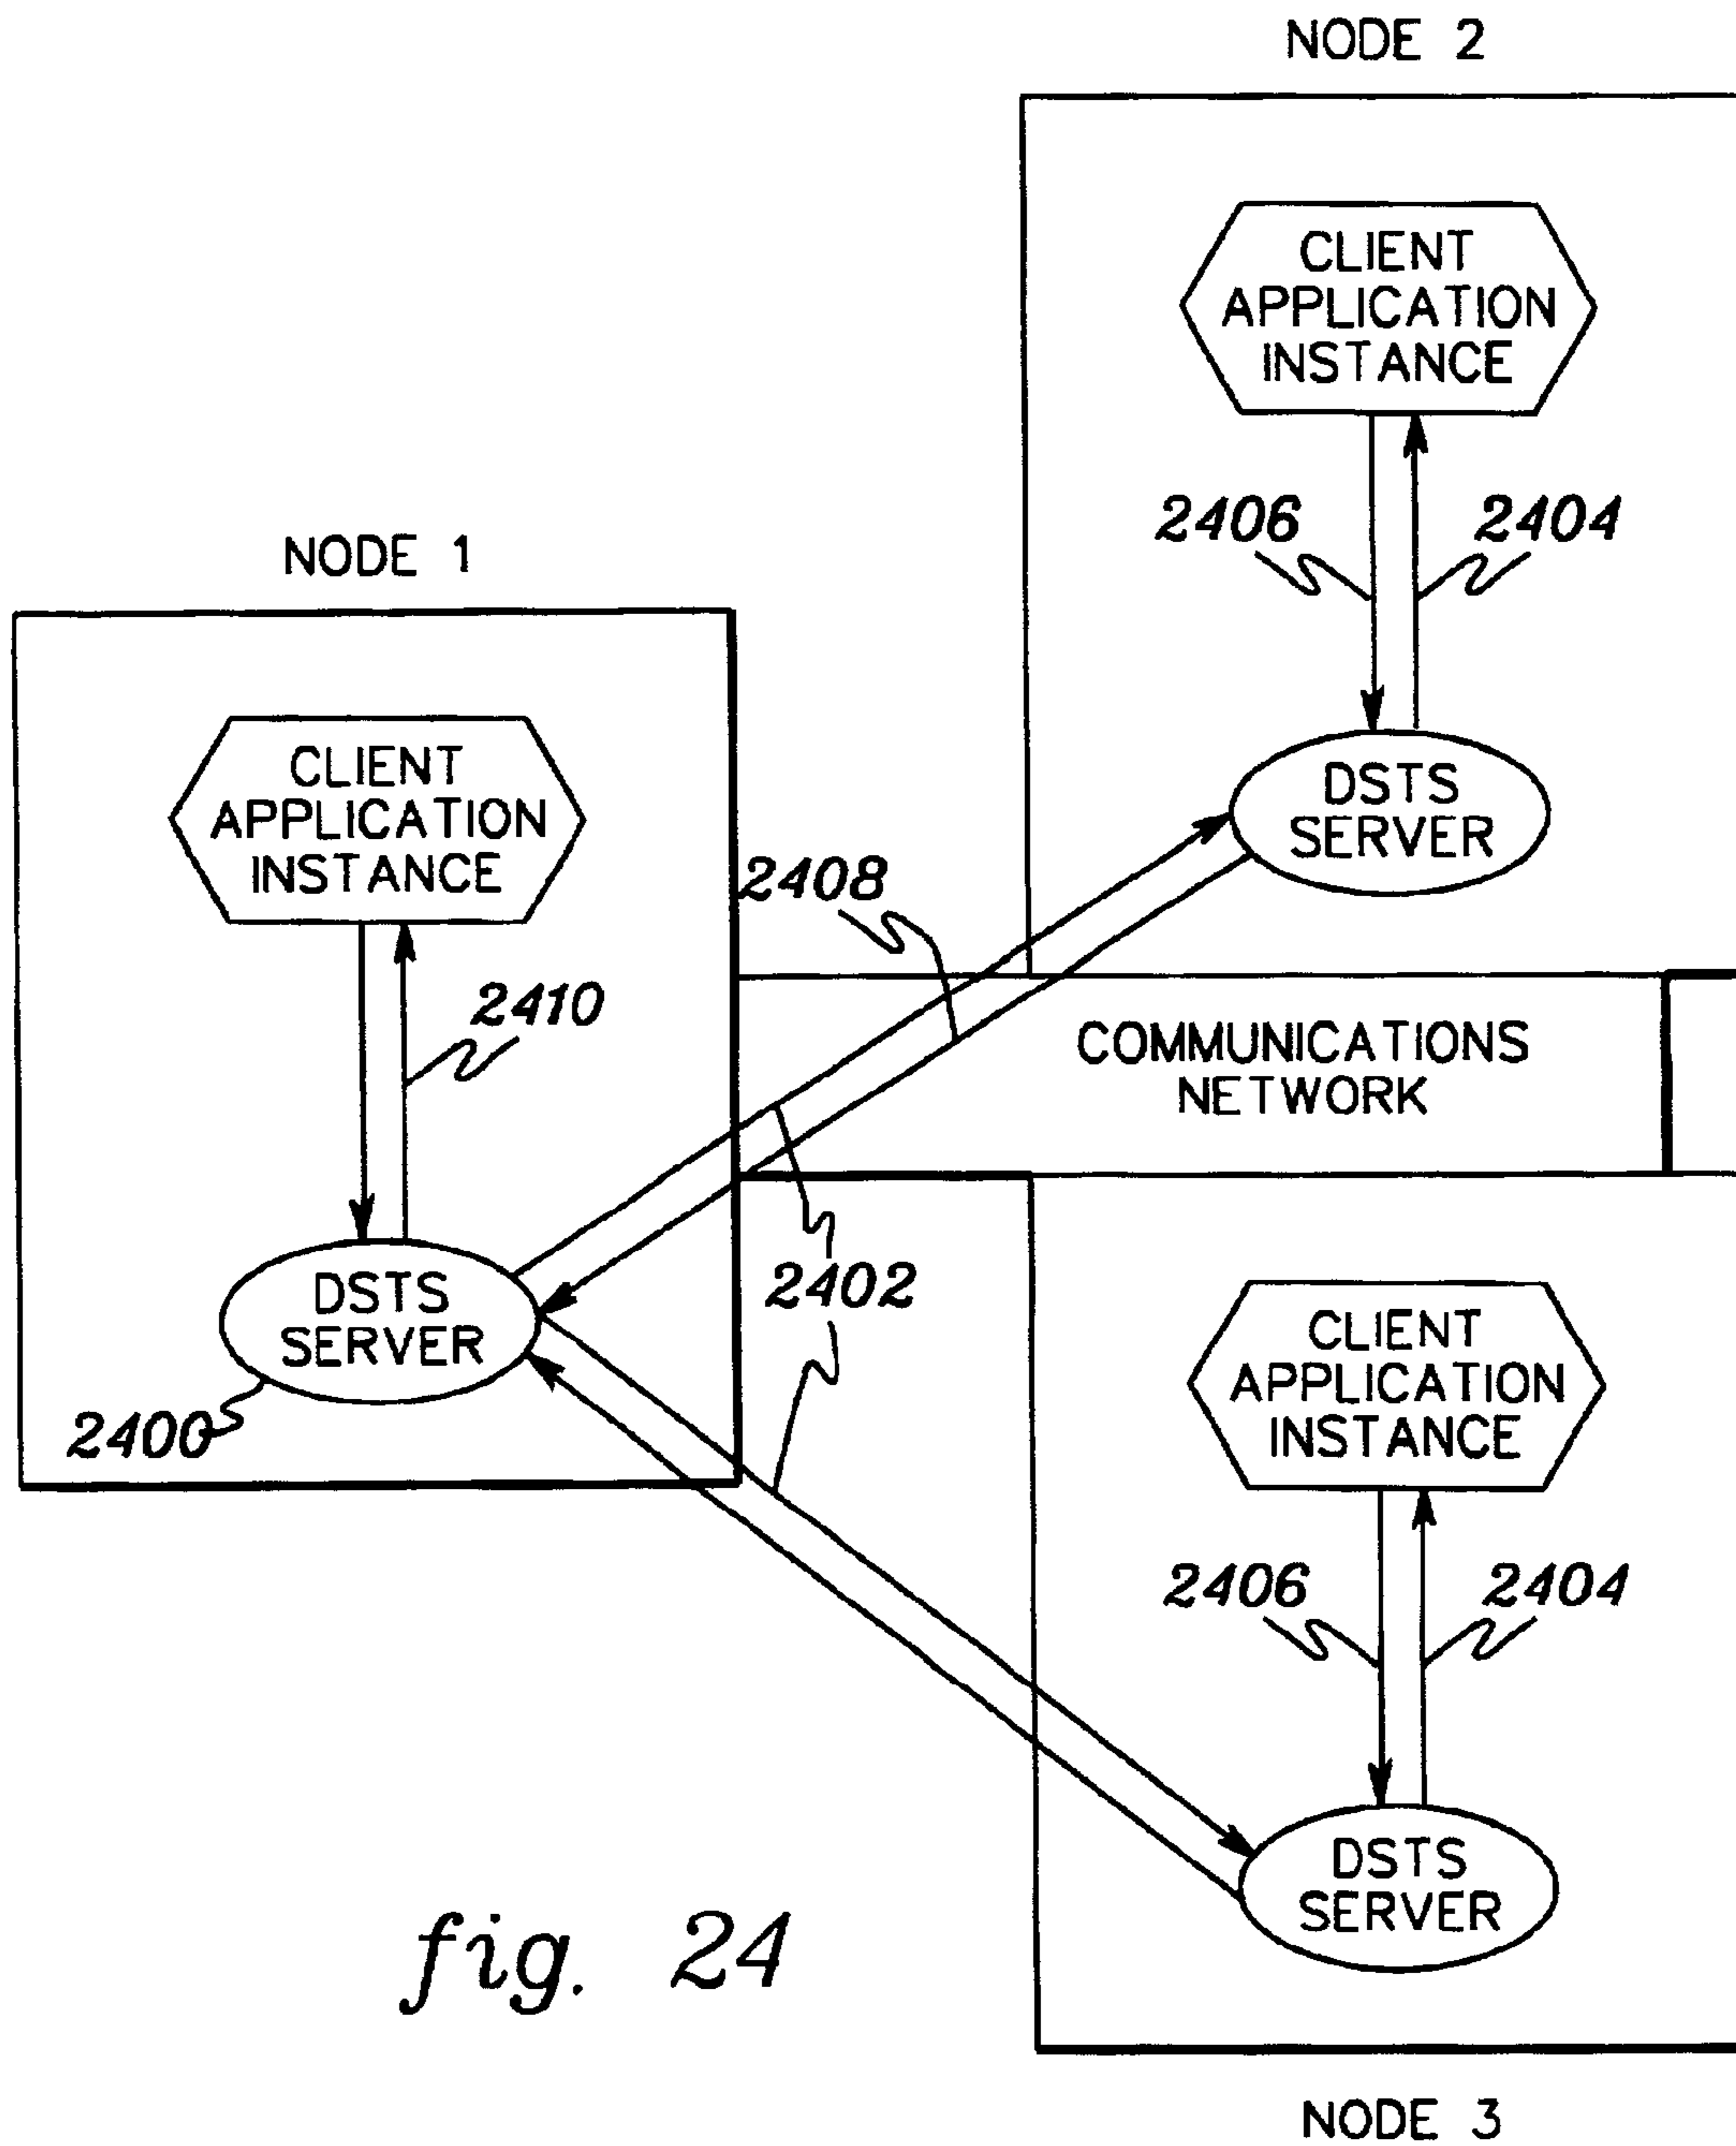 NODE 2
CLIENT
APPLICATION
INSTANCE
2406
2404
DSTS
SERVER
NODE 1
CLIENT
APPLICATION
INSTANCE
2408
2410
COMMUNICATIONS
NETWORK
2402
DSTS
SERVER
2400
CLIENT
APPLICATION
INSTANCE
2406
2404
DSTS
SERVER
fig. 24
NODE 3